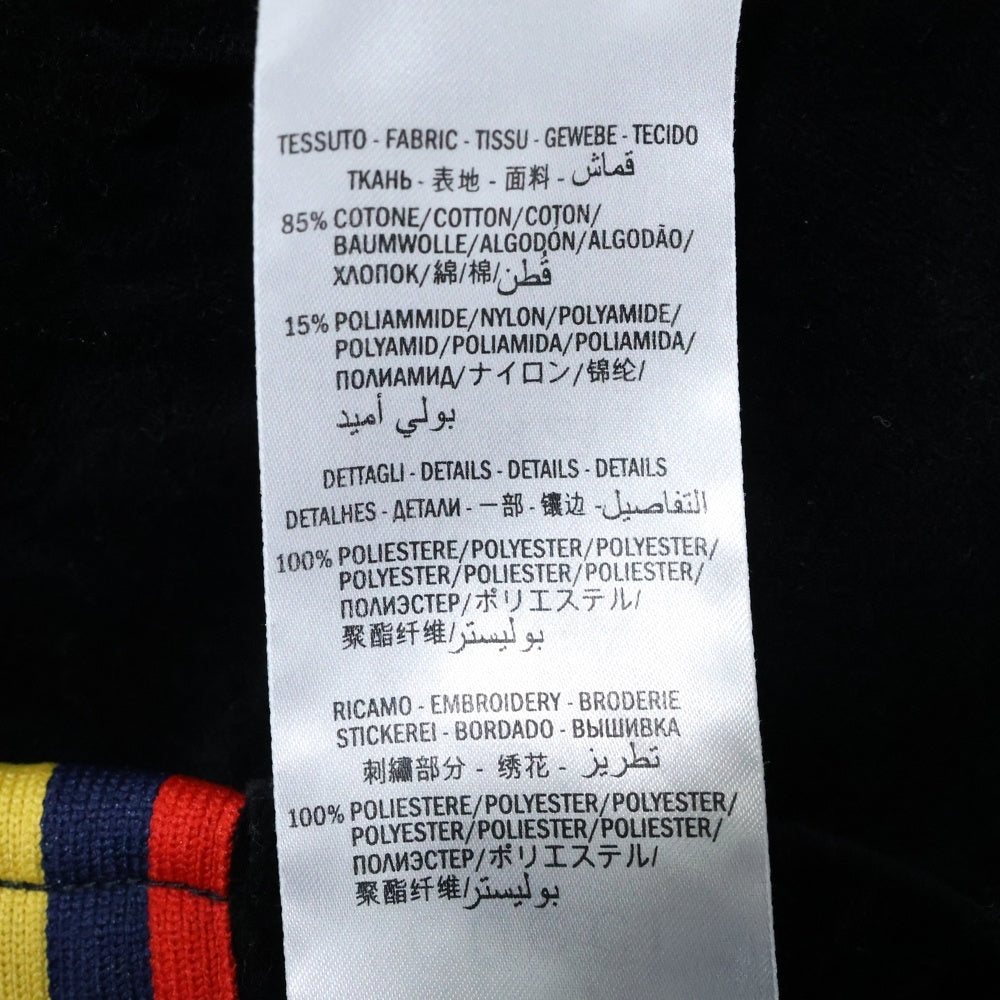 TESSUTO - FABRIC - TISSU - GEWEBE - TECIDO
ТКАНЬ - 表地 - 面料 - قماش
85% COTONE/COTTON/COTON/
BAUMWOLLE/ALGODÓN/ALGODÃO/
ХЛОПОК/綿/棉/قُطن
15% POLIAMMIDE/NYLON/POLYAMIDE/
POLYAMID/POLIAMIDA/POLIAMIDA/
ПОЛИАМИД/ナイロン/锦纶/
بولي أميد
DETTAGLI - DETAILS - DETAILS - DETAILS
DETALHES - ДЕТАЛИ - 一部 - 镶边 - التفاصيل
100% POLIESTERE/POLYESTER/POLYESTER/
POLYESTER/POLIESTER/POLIESTER/
ПОЛИЭСТЕР/ポリエステル/
聚酯纤维/بوليستر
RICAMO - EMBROIDERY - BRODERIE
STICKEREI - BORDADO - ВЫШИВКА
刺繍部分 - 绣花 - تطريز
100% POLIESTERE/POLYESTER/POLYESTER/
POLYESTER/POLIESTER/POLIESTER/
ПОЛИЭСТЕР/ポリエステル/
聚酯纤维/بوليستر